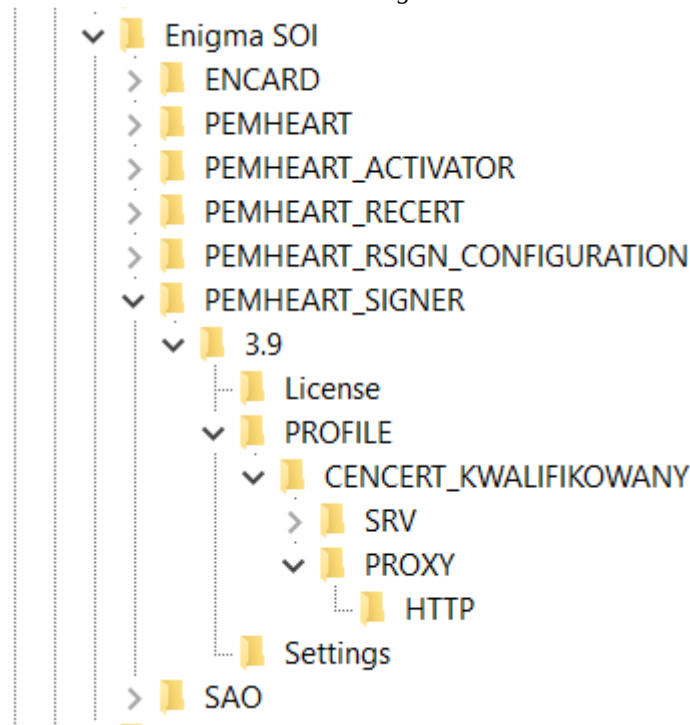 Enigma SOI
ENCARD
PEMHEART
PEMHEART_ACTIVATOR
PEMHEART_RECERT
PEMHEART_RSIGN_CONFIGURATION
PEMHEART_SIGNER
3.9
License
PROFILE
CENCERT_KWALIFIKOWANY
SRV
PROXY
HTTP
Settings
SAO